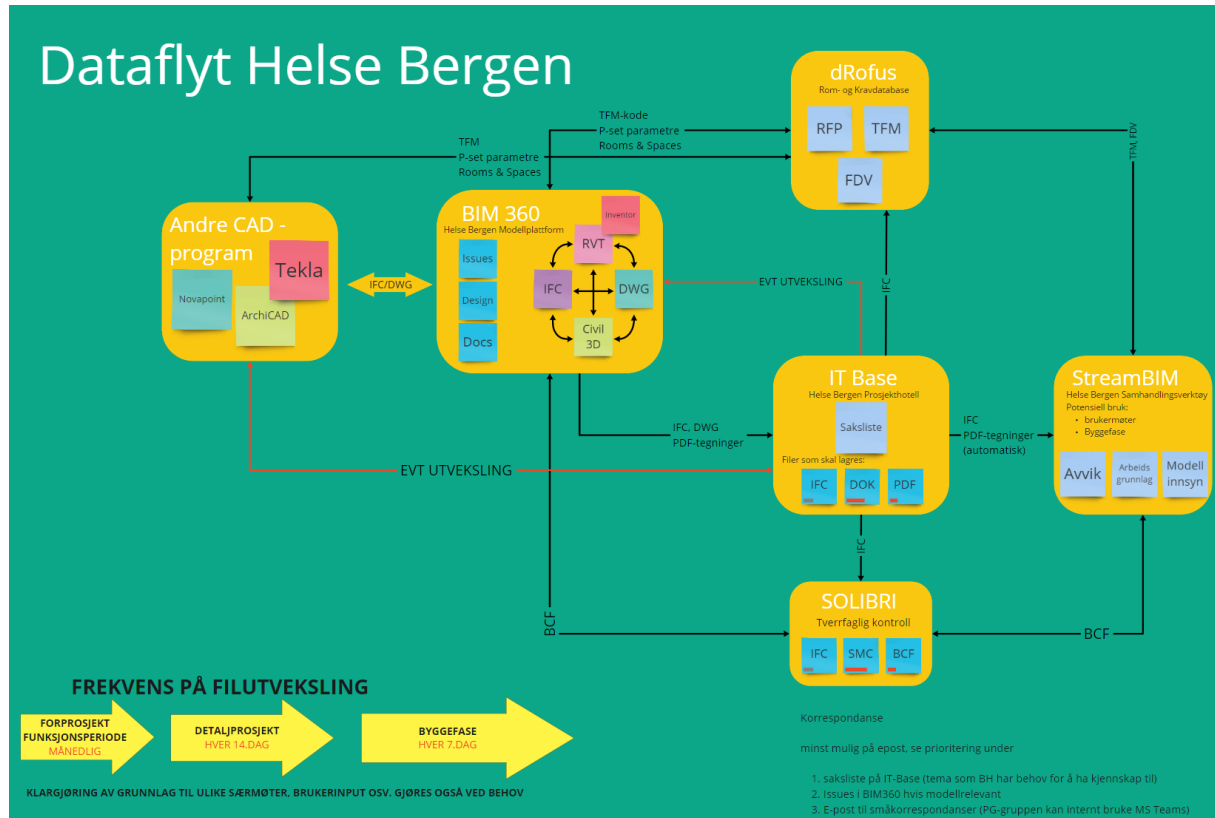 Dataflyt Helse Bergen
dRofus
Rom- og Kravdatabase
RFP
TFM
FDV
TFM-kode
P-set parametre
Rooms & Spaces
TFM
P-set parametre
Rooms & Spaces
TFM, FDV
Andre CAD -
program
Tekla
Novapoint
ArchiCAD
IFC/DWG
BIM 360
Helse Bergen Modellplattform
Inventor
RVT
Issues
IFC
DWG
Design
Civil
3D
Docs
EVT UTVEKSLING
IFC
IT Base
Helse Bergen Prosjekthotell
Saksliste
Filer som skal lagres:
IFC
DOK
PDF
IFC, DWG
PDF-tegninger
IFC
PDF-tegninger
(automatisk)
StreamBIM
Helse Bergen Samhandlingsverktøy
Potensiell bruk:
• brukermøter
• Byggefase
Avvik
Arbeids
grunnlag
Modell
innsyn
EVT UTVEKSLING
IFC
SOLIBRI
Tverrfaglig kontroll
IFC
SMC
BCF
BCF
BCF
FREKVENS PÅ FILUTVEKSLING
FORPROSJEKT
FUNKSJONSPERIODE
MÅNEDLIG
DETALJPROSJEKT
HVER 14.DAG
BYGGEFASE
HVER 7.DAG
KLARGJØRING AV GRUNNLAG TIL ULIKE SÆRMØTER, BRUKERINPUT OSV. GJØRES OGSÅ VED BEHOV
Korrespondanse
minst mulig på epost, se prioritering under
1. saksliste på IT-Base (tema som BH har behov for å ha kjennskap til)
2. Issues i BIM360 hvis modellrelevant
3. E-post til småkorrespondanser (PG-gruppen kan internt bruke MS Teams)